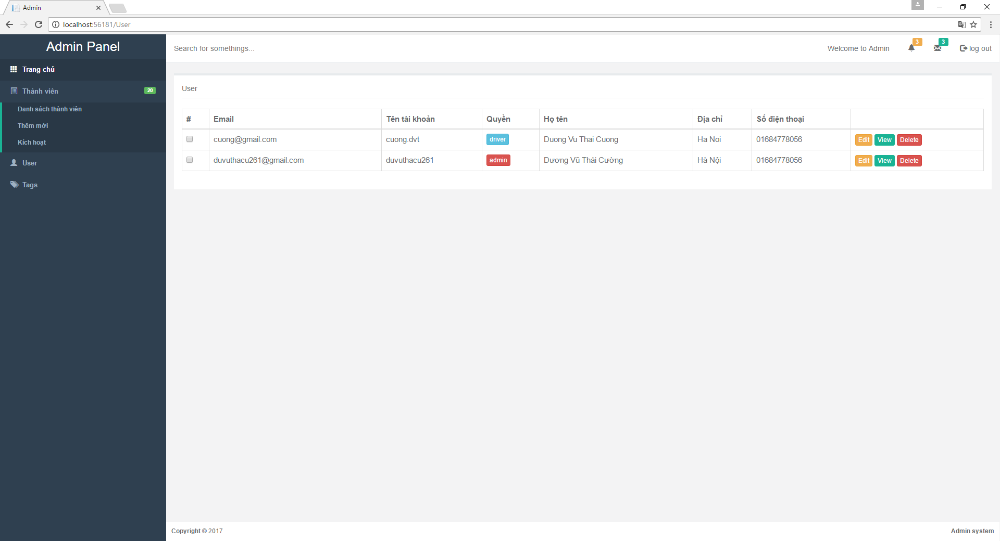 Admin
localhost:56181/User
Admin Panel
Search for somethings...
Welcome to Admin
3
3
log out
Trang chủ
Thành viên 20
Danh sách thành viên
Thêm mới
Kích hoạt
User
Tags
User
# Email Tên tài khoản Quyền Họ tên Địa chỉ Số điện thoại
cuong@gmail.com cuong.dvt driver Duong Vu Thai Cuong Ha Noi 01684778056 Edit View Delete
duvuthacu261@gmail.com duvuthacu261 admin Dương Vũ Thái Cường Hà Nội 01684778056 Edit View Delete
Copyright © 2017
Admin system